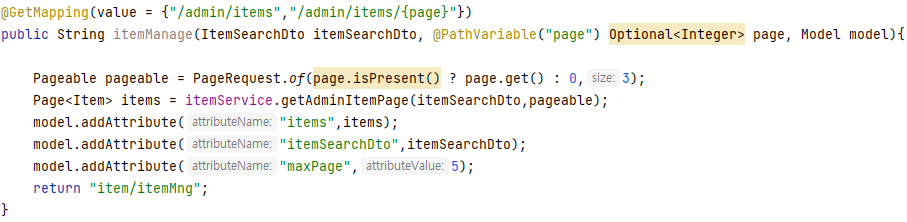 @GetMapping(value = {"/admin/items","/admin/items/{page}"})
public String itemManage(ItemSearchDto itemSearchDto, @PathVariable("page") Optional<Integer> page, Model model){
Pageable pageable = PageRequest.of(page.isPresent() ? page.get() : 0, size: 3);
Page<Item> items = itemService.getAdminItemPage(itemSearchDto,pageable);
model.addAttribute( attributeName: "items",items);
model.addAttribute( attributeName: "itemSearchDto",itemSearchDto);
model.addAttribute( attributeName: "maxPage", attributeValue: 5);
return "item/itemMng";
}